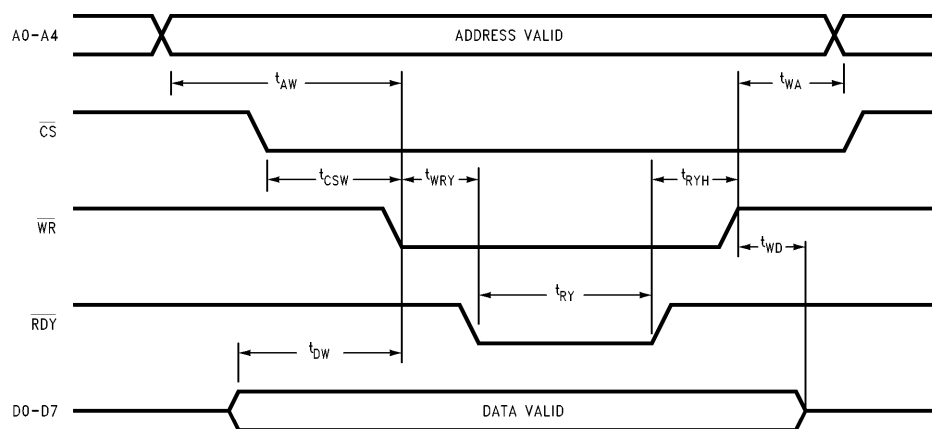 A0-A4
ADDRESS VALID
tAW
tWA
CS
tCSW
tWRY
tRYH
WR
tWD
tRY
RDY
tDW
D0-D7
DATA VALID